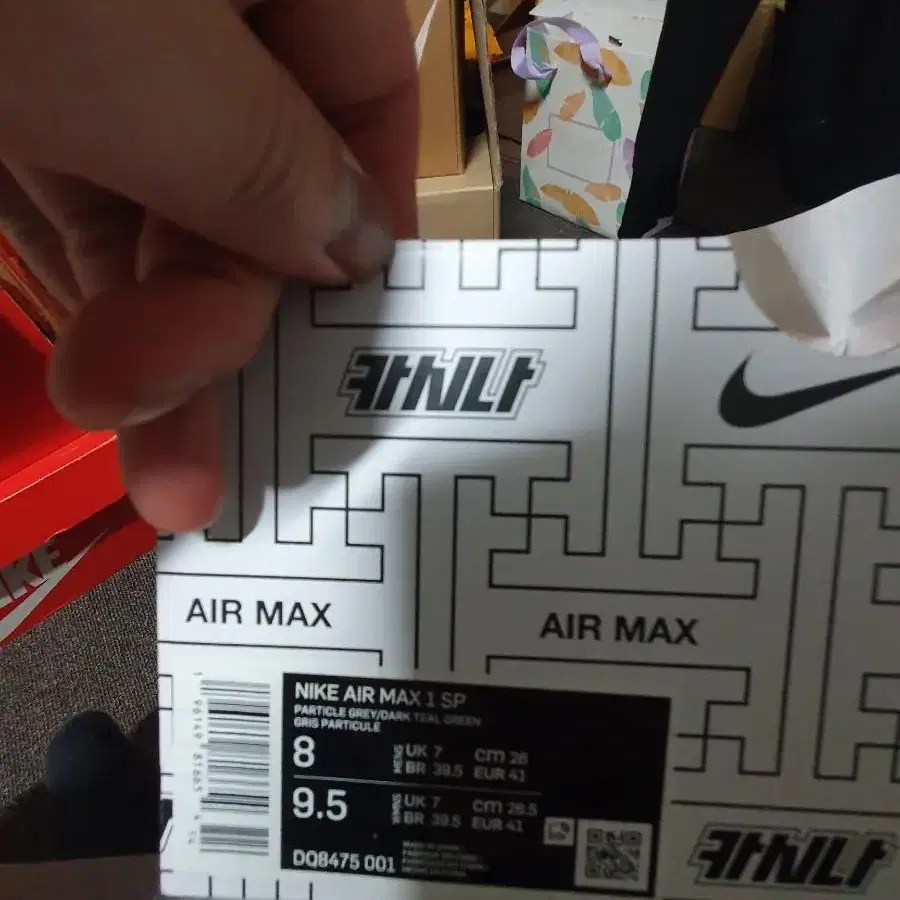 카시나
AIR MAX
AIR MAX
NIKE AIR MAX 1 SP
PARTICLE GREY/DARK TEAL GREEN
GRIS PARTICULE
8
MENS
UK 7
cm 26
BR 39.5
EUR 41
9.5
UK 7
cm 26.5
BR 39.5
EUR 41
DQ8475 001
카시나